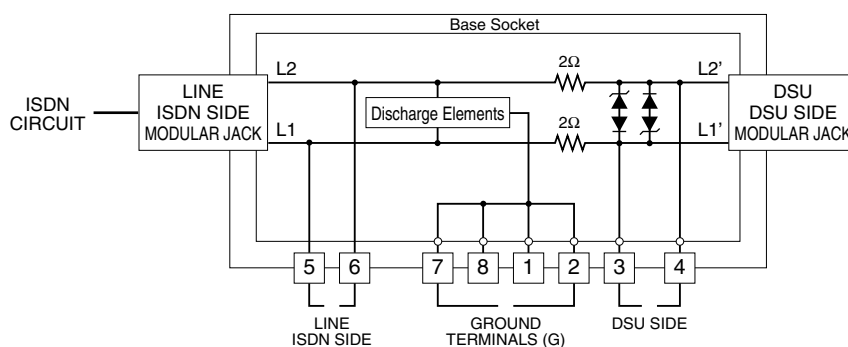 Base Socket
ISDN
CIRCUIT
LINE
ISDN SIDE
MODULAR JACK
L2
L1
Discharge Elements
2Ω
2Ω
L2'
L1'
DSU
DSU SIDE
MODULAR JACK
5 6 7 8 1 2 3 4
LINE
ISDN SIDE
GROUND
TERMINALS (G)
DSU SIDE